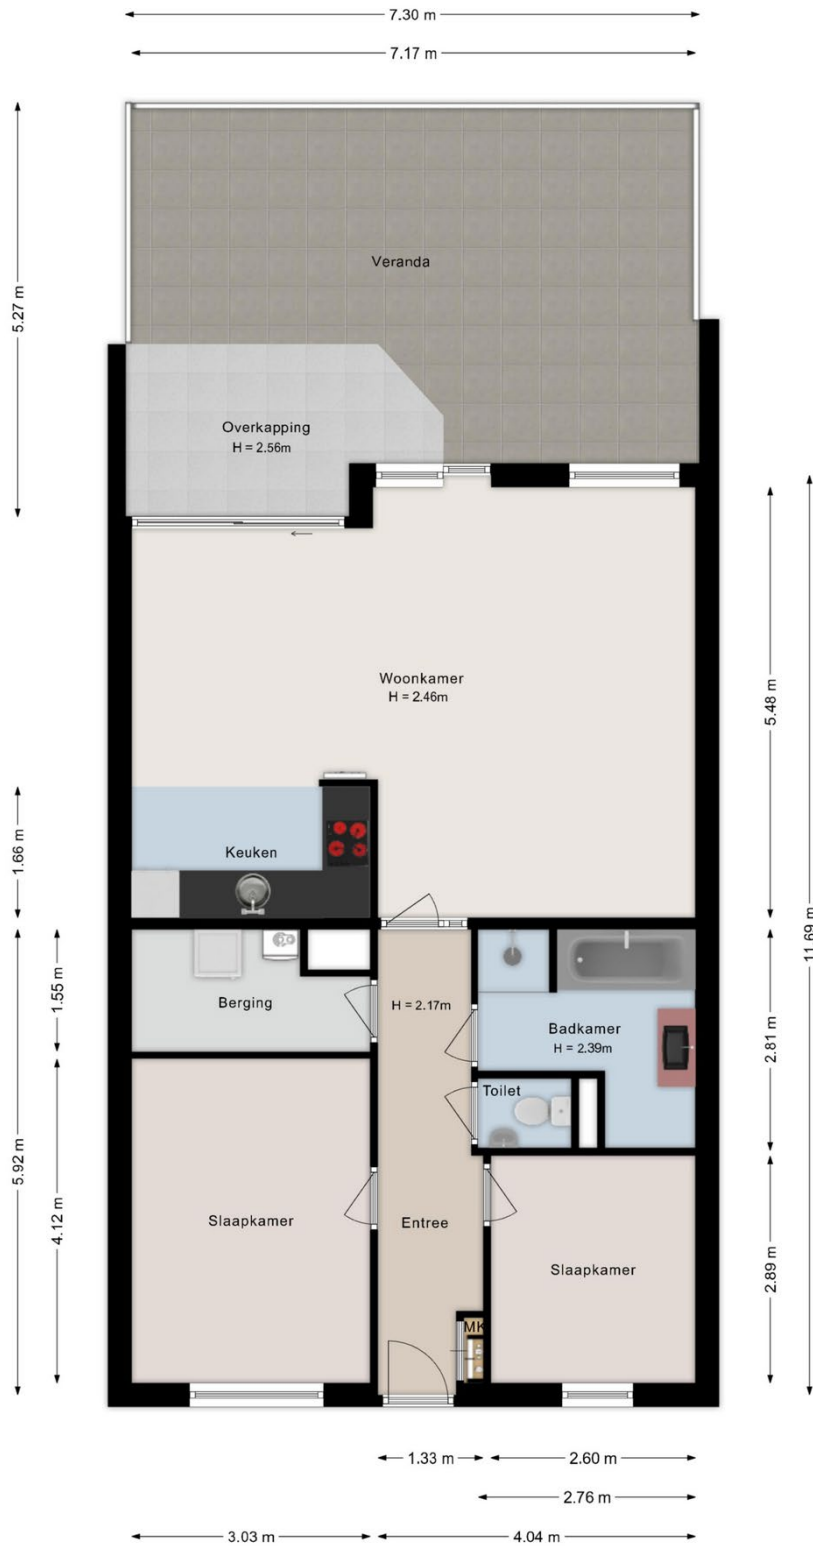 7.30 m
7.17 m
5.27 m
Veranda
Overkapping
H = 2.56m
Woonkamer
H = 2.46m
5.48 m
11.69 m
1.66 m
Keuken
Berging
1.55 m
H = 2.17m
Badkamer
H = 2.39m
2.81 m
Toilet
5.92 m
4.12 m
Slaapkamer
Entree
Slaapkamer
2.89 m
MK
1.33 m
2.60 m
2.76 m
3.03 m
4.04 m